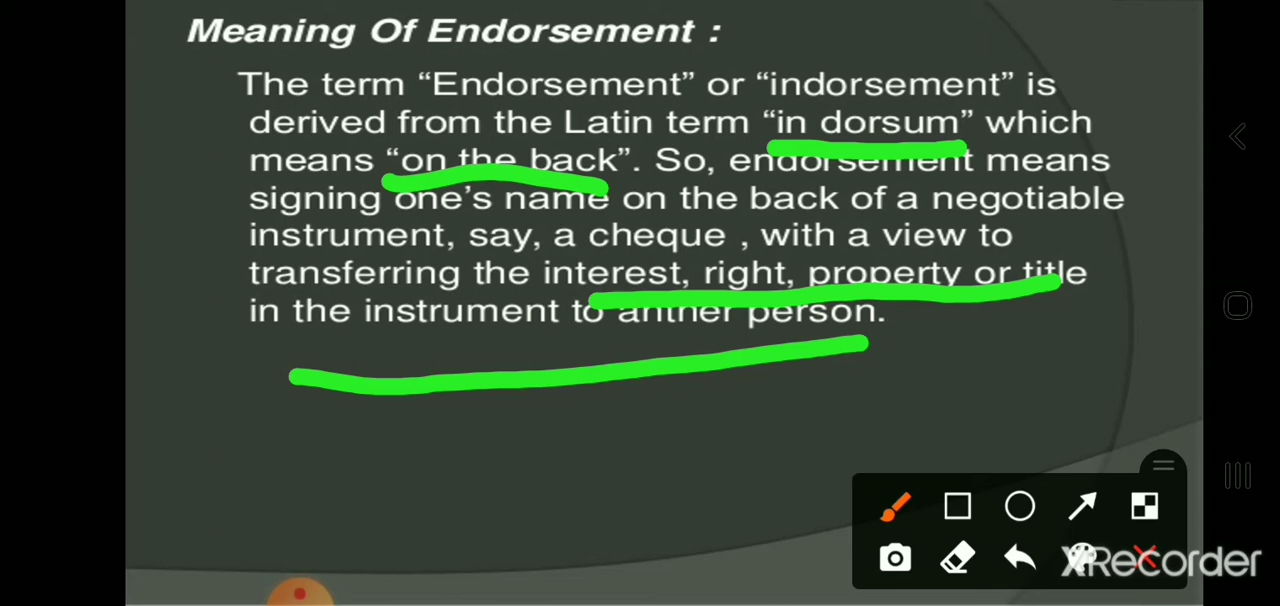 Meaning Of Endorsement :
The term “Endorsement” or “indorsement” is
derived from the Latin term “in dorsum” which
means “on the back”. So, endorsement means
signing one’s name on the back of a negotiable
instrument, say, a cheque , with a view to
transferring the interest, right, property or title
in the instrument to anther person.
XRecorder